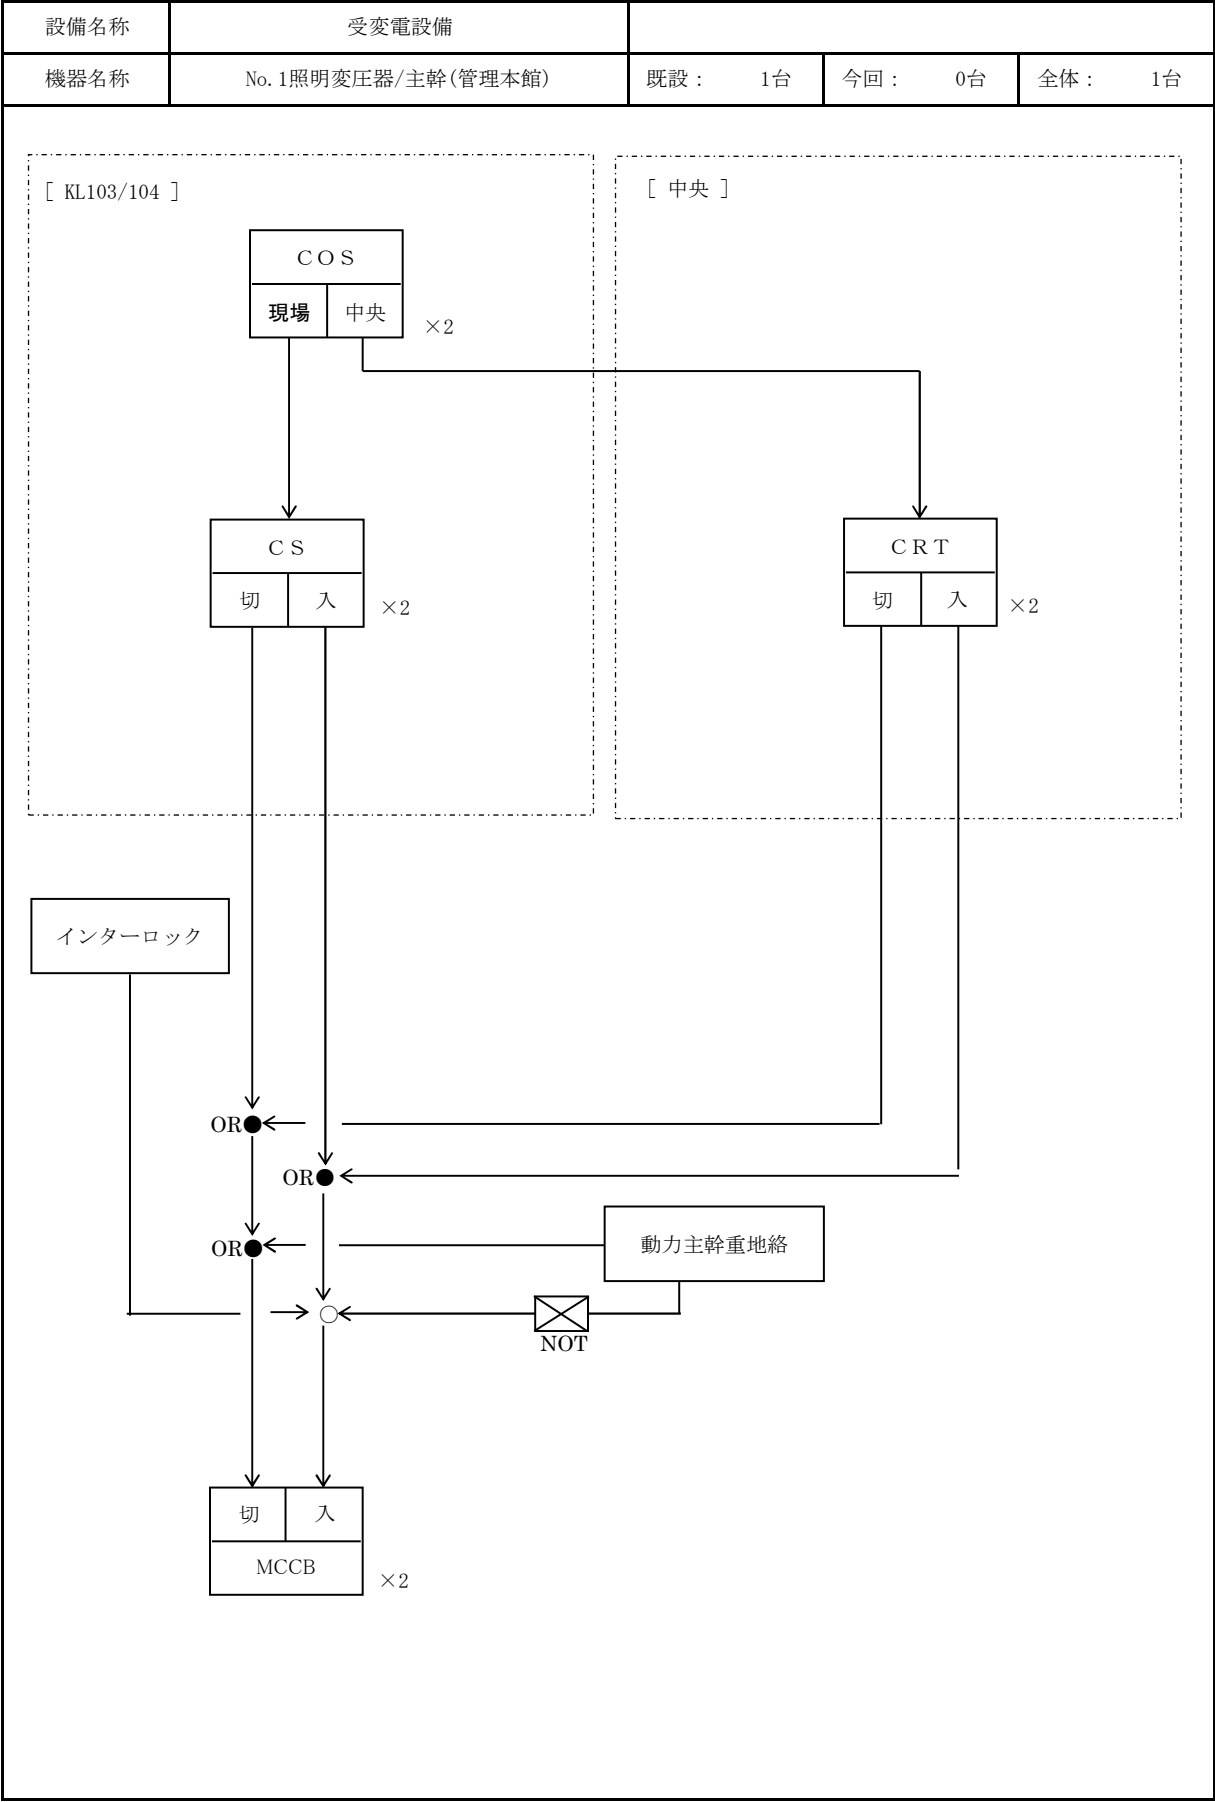 設備名称 受変電設備
機器名称 No.1照明変圧器/主幹(管理本館) 既設： 1台 今回： 0台 全体： 1台
[ KL103/104 ]
[ 中央 ]
ＣＯＳ
現場 中央
×2
ＣＳ
切 入
×2
ＣＲＴ
切 入
×2
インターロック
OR
OR
OR
動力主幹重地絡
NOT
切 入
MCCB
×2